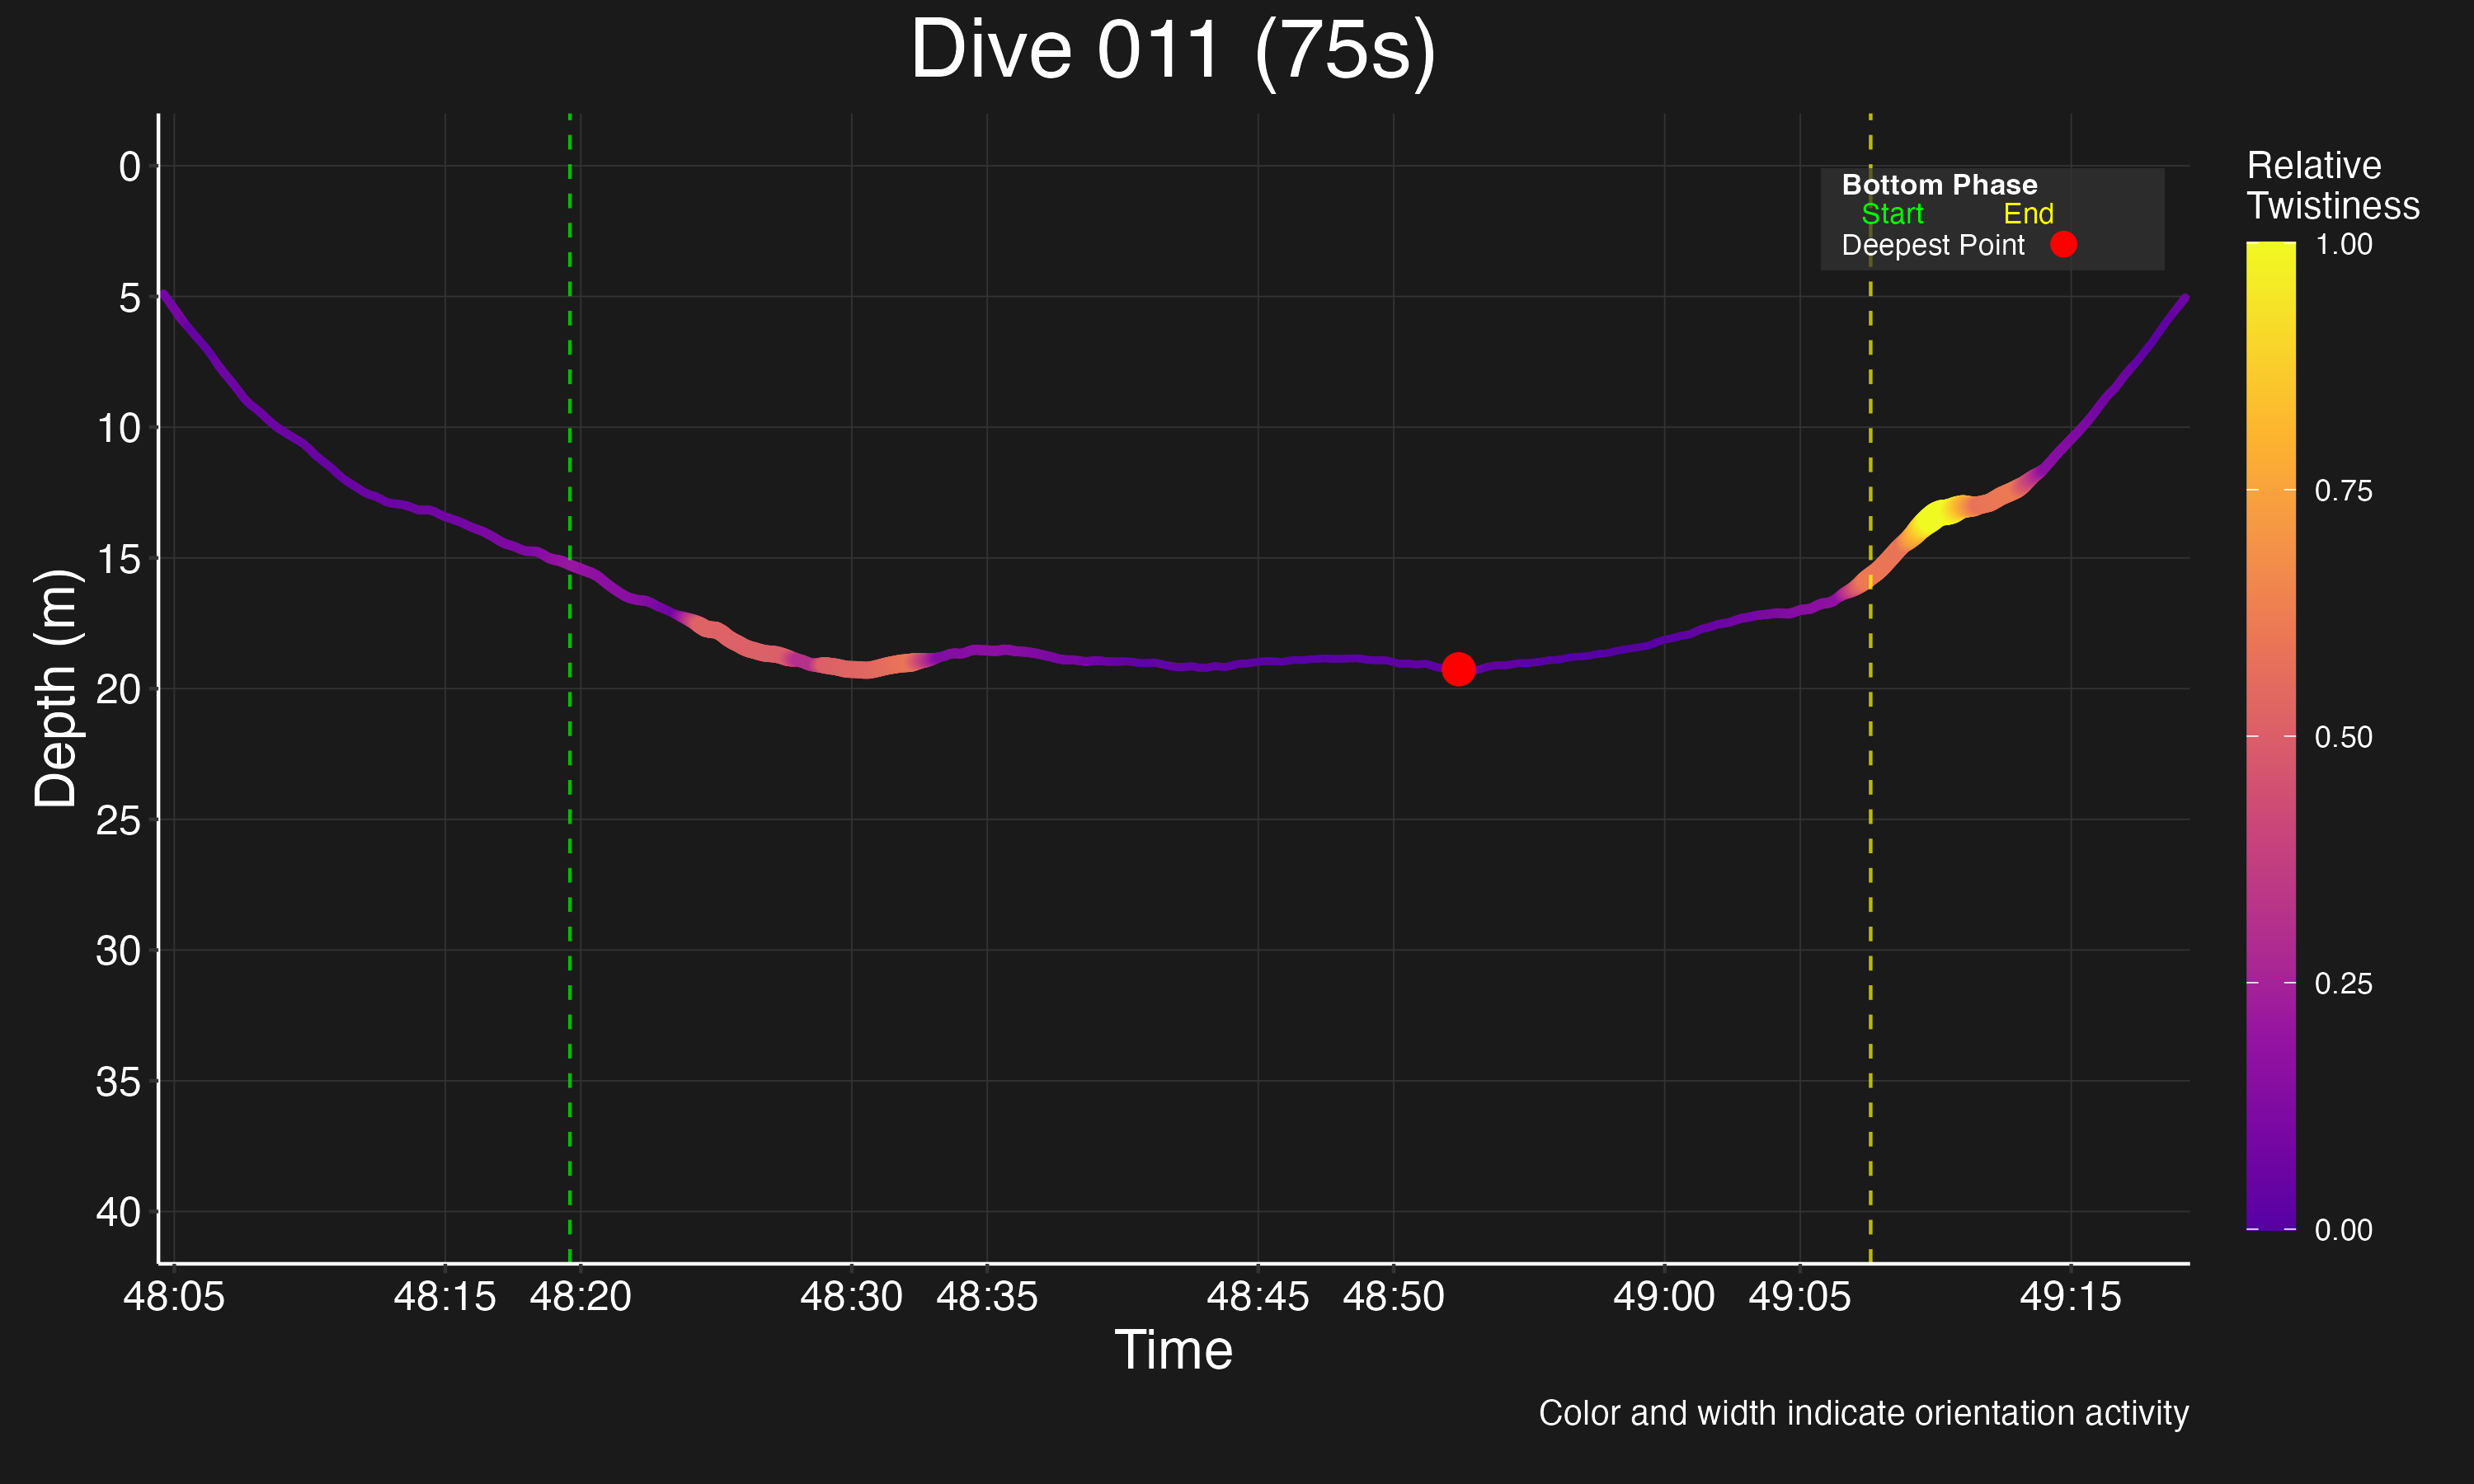 Dive 011 (75s)
Bottom Phase
Start End
Deepest Point
Relative
Twistiness
1.00
0.75
0.50
0.25
0.00
Depth (m)
0
5
10
15
20
25
30
35
40
48:05 48:15 48:20 48:30 48:35 48:45 48:50 49:00 49:05 49:15
Time
Color and width indicate orientation activity